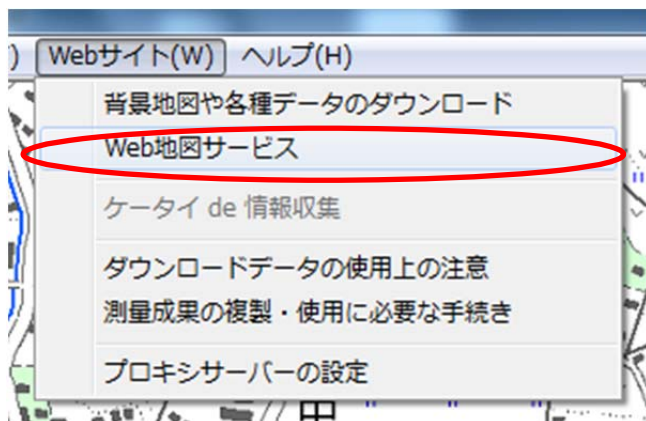 ) Webサイト(W) ヘルプ(H)
背景地図や各種データのダウンロード
Web地図サービス
ケータイ de 情報収集
ダウンロードデータの使用上の注意
測量成果の複製・使用に必要な手続き
プロキシサーバーの設定